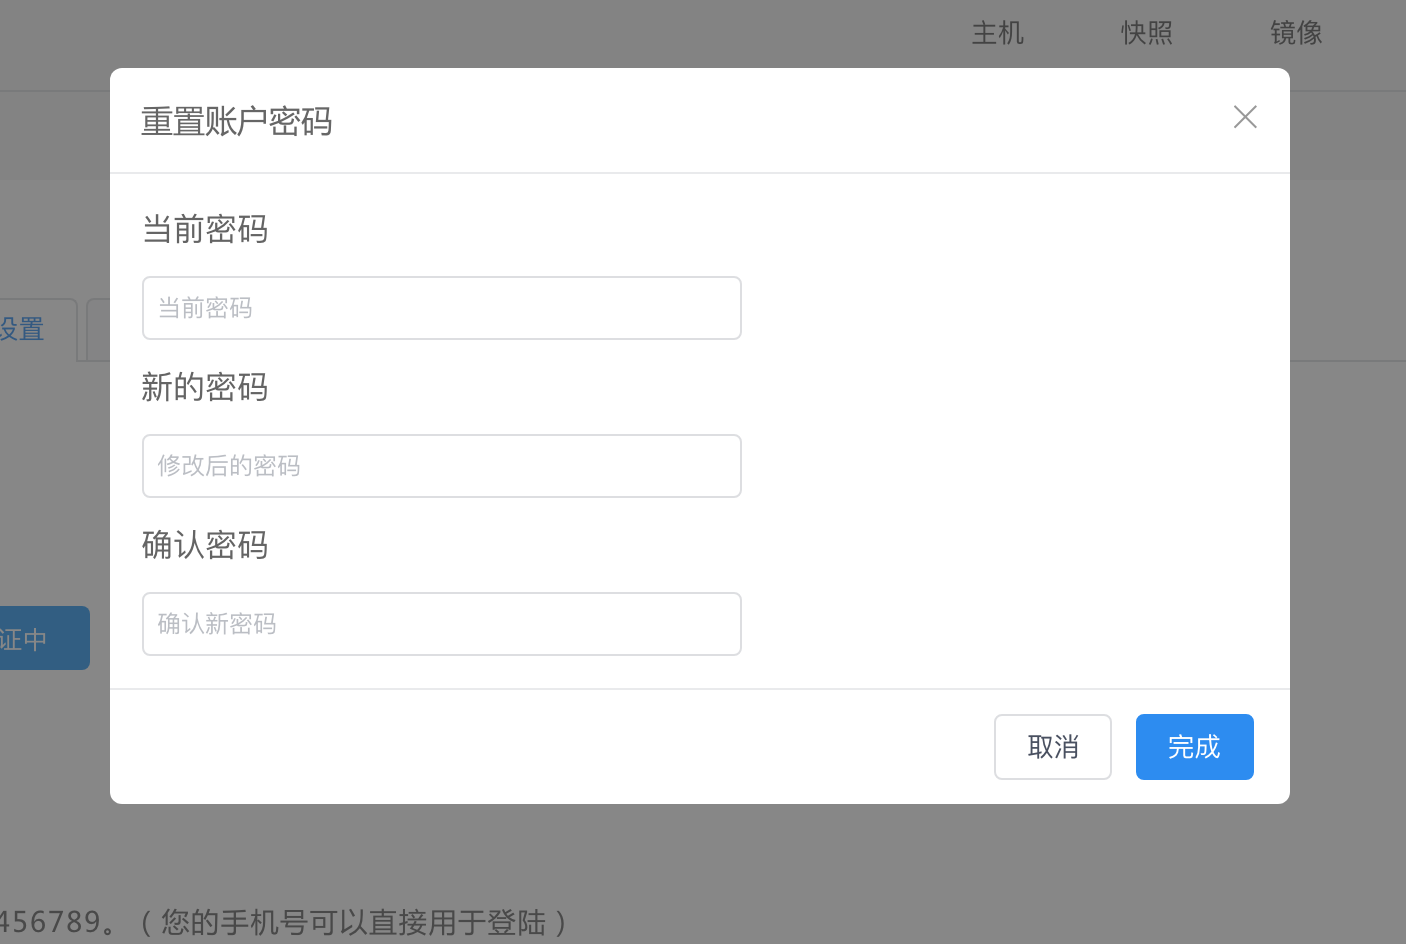 主机 快照 镜像
重置账户密码
当前密码
当前密码
设置
新的密码
修改后的密码
确认密码
确认新密码
证中
取消 完成
456789。（您的手机号可以直接用于登陆）